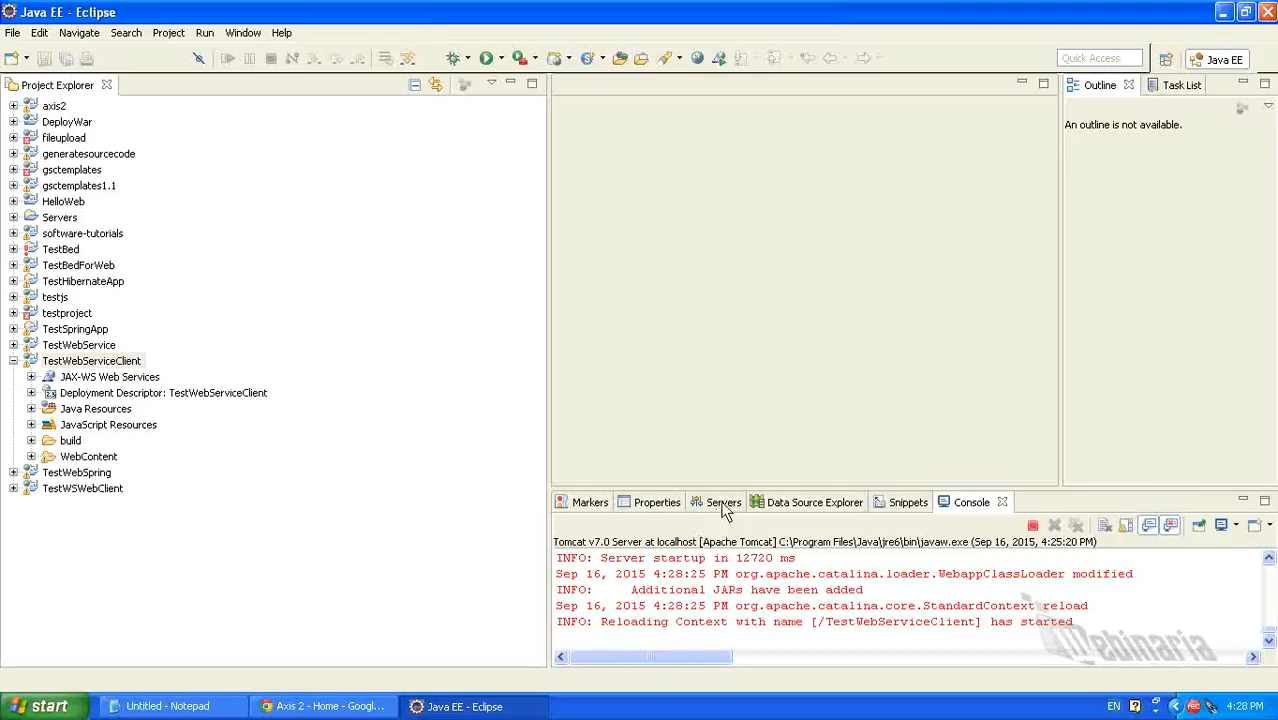 Java EE - Eclipse
File Edit Navigate Search Project Run Window Help
Quick Access
Java EE
Project Explorer
Outline
Task List
An outline is not available.
axis2
DeployWar
fileupload
generatesourcecode
gsctemplates
gsctemplates1.1
HelloWeb
Servers
software-tutorials
TestBed
TestBedForWeb
TestHibernateApp
testjs
testproject
TestSpringApp
TestWebService
TestWebServiceClient
JAX-WS Web Services
Deployment Descriptor: TestWebServiceClient
Java Resources
JavaScript Resources
build
WebContent
TestWebSpring
TestWSWebClient
Markers Properties Servers Data Source Explorer Snippets Console
Tomcat v7.0 Server at localhost [Apache Tomcat] C:\Program Files\Java\jre6\bin\javaw.exe (Sep 16, 2015, 4:25:20 PM)
INFO: Server startup in 12720 ms
Sep 16, 2015 4:28:25 PM org.apache.catalina.loader.WebappClassLoader modified
INFO: Additional JARs have been added
Sep 16, 2015 4:28:25 PM org.apache.catalina.core.StandardContext reload
INFO: Reloading Context with name [/TestWebServiceClient] has started
Webinaria
start
Untitled - Notepad
Axis 2 - Home - Googl...
Java EE - Eclipse
EN
4:28 PM